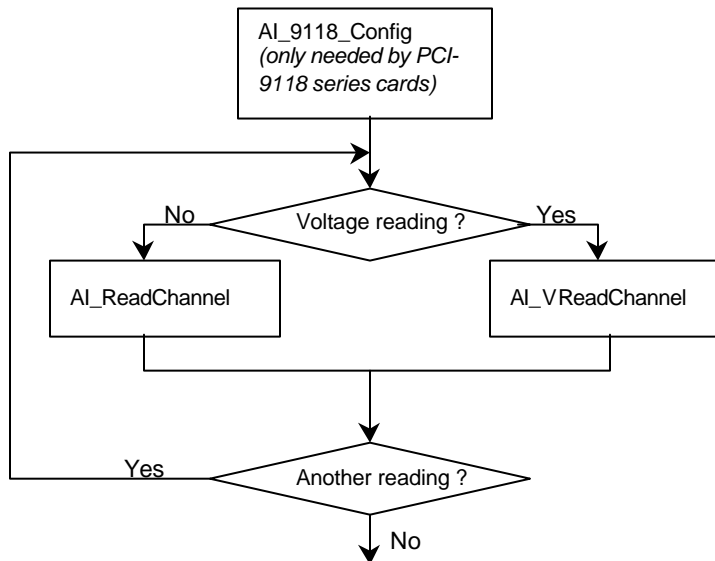 AI_9118_Config
(only needed by PCI-
9118 series cards)
No
Voltage reading ?
Yes
AI_ReadChannel
AI_VReadChannel
Yes
Another reading ?
No